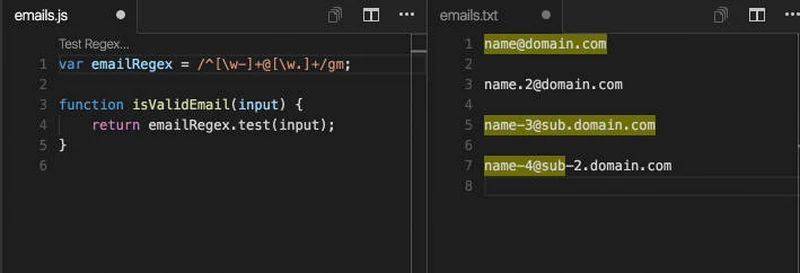 emails.js
Test Regex...
1 var emailRegex = /^[\w-]+@[\w.]+/gm;
2
3 function isValidEmail(input) {
4 return emailRegex.test(input);
5 }
6
emails.txt
1 name@domain.com
2
3 name.2@domain.com
4
5 name-3@sub.domain.com
6
7 name-4@sub-2.domain.com
8